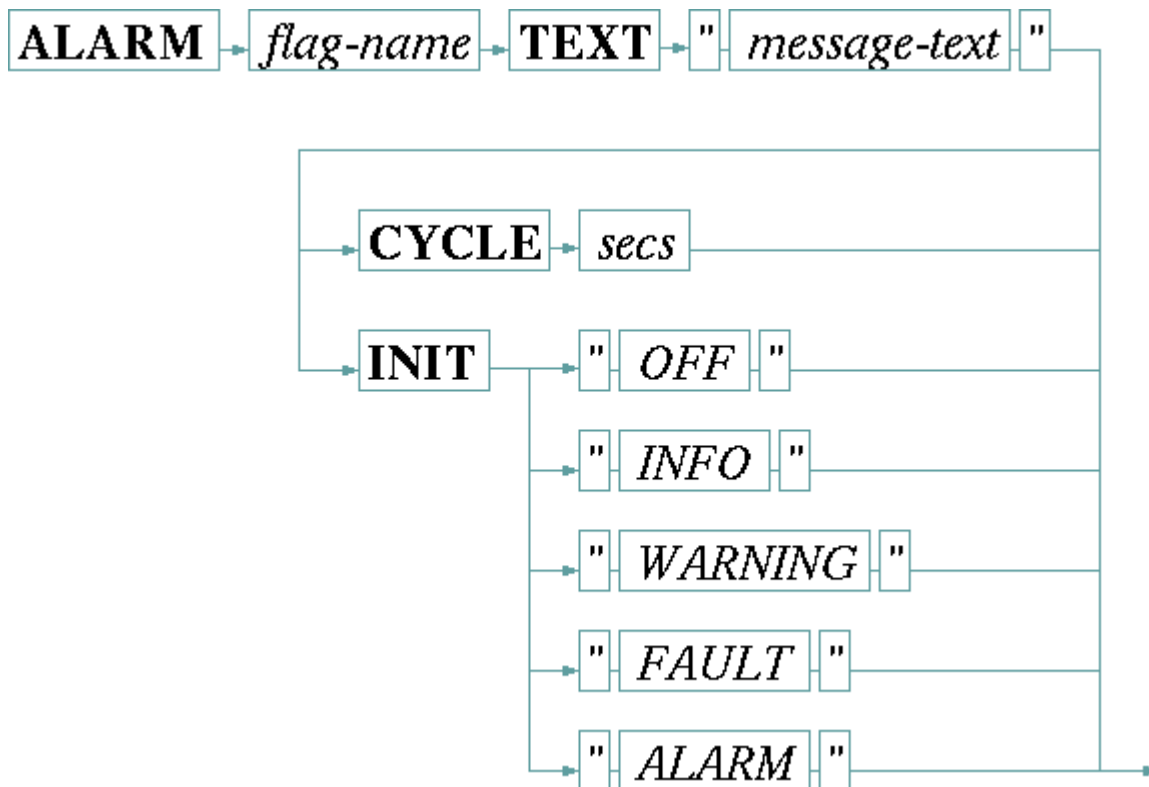 ALARM flag-name TEXT " message-text "
CYCLE secs
INIT " OFF "
" INFO "
" WARNING "
" FAULT "
" ALARM "